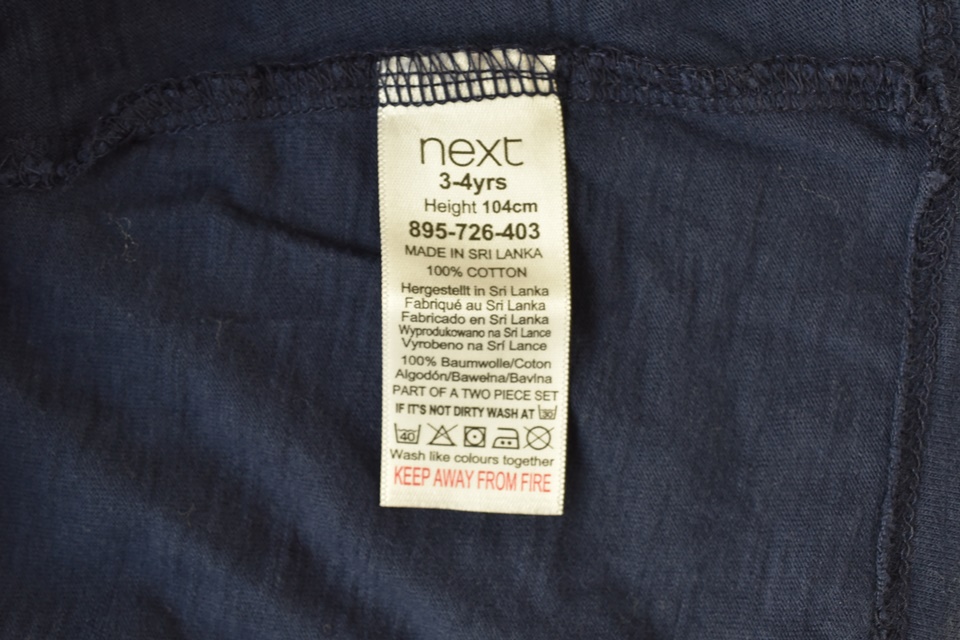 next
3-4yrs
Height 104cm
895-726-403
MADE IN SRI LANKA
100% COTTON
Hergestellt in Sri Lanka
Fabriqué au Sri Lanka
Fabricado en Sri Lanka
Wyprodukowano na Sri Lance
Vyrobeno na Srí Lance
100% Baumwolle/Coton
Algodón/Bawełna/Bavlna
PART OF A TWO PIECE SET
IF IT'S NOT DIRTY WASH AT 30
40
Wash like colours together
KEEP AWAY FROM FIRE